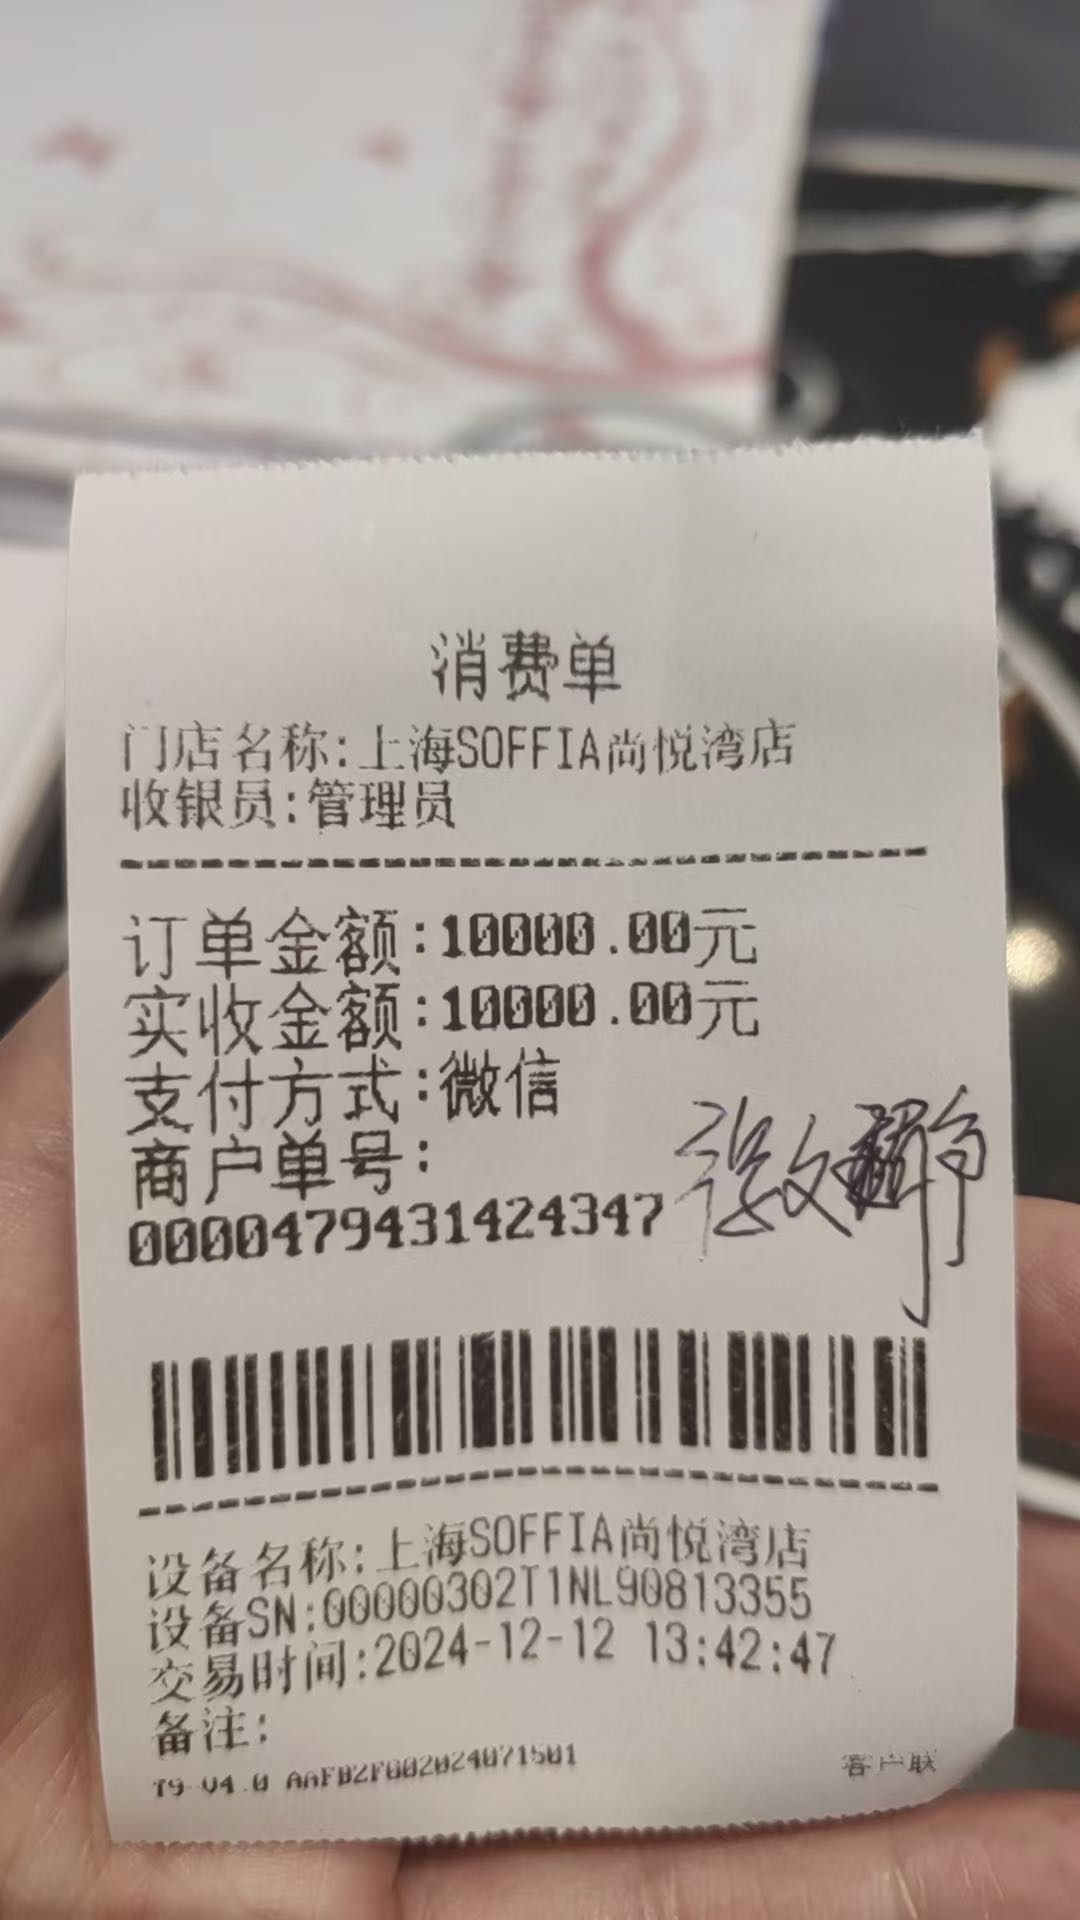 消费单
门店名称:上海SOFFIA尚悦湾店
收银员:管理员
订单金额:10000.00元
实收金额:10000.00元
支付方式:微信
商户单号:
0000479431424347
设备名称:上海SOFFIA尚悦湾店
设备SN:00000302T1NL90813355
交易时间:2024-12-12 13:42:47
备注:
T9-V4.0 AAFB2F002024071501
客户联